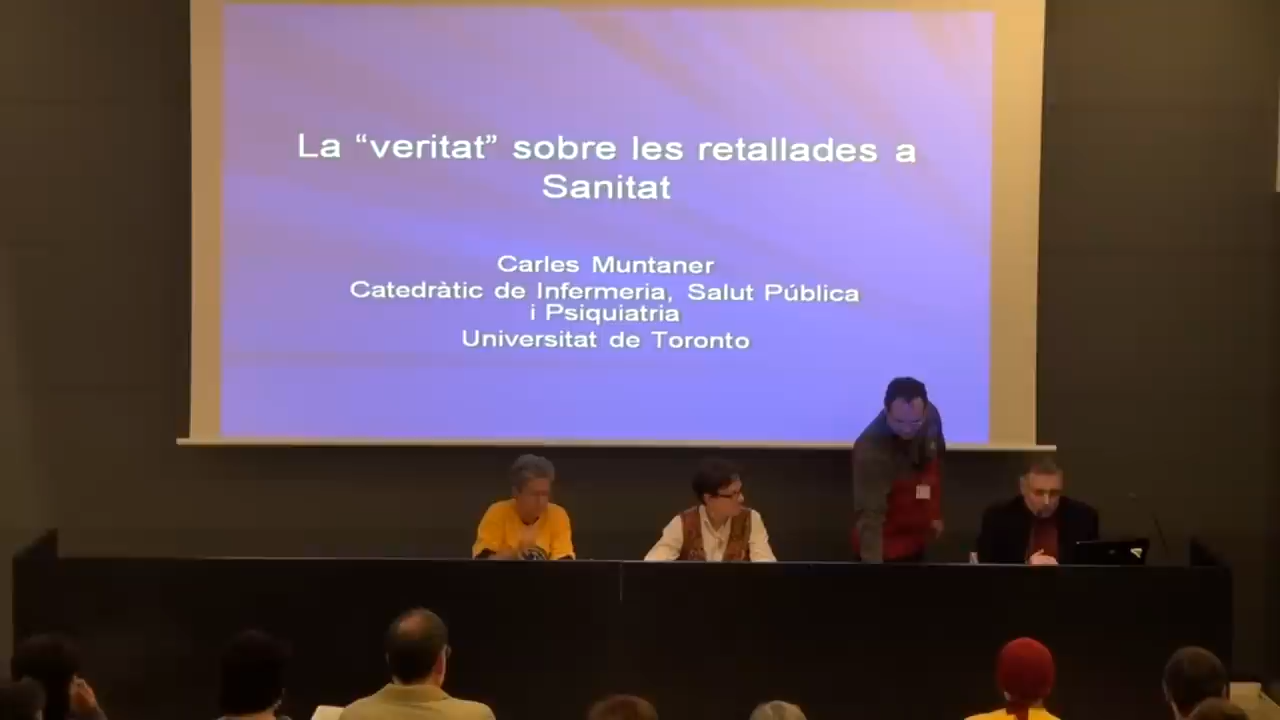 La “veritat” sobre les retallades a
Sanitat
Carles Muntaner
Catedràtic de Infermeria, Salut Pública
i Psiquiatria
Universitat de Toronto